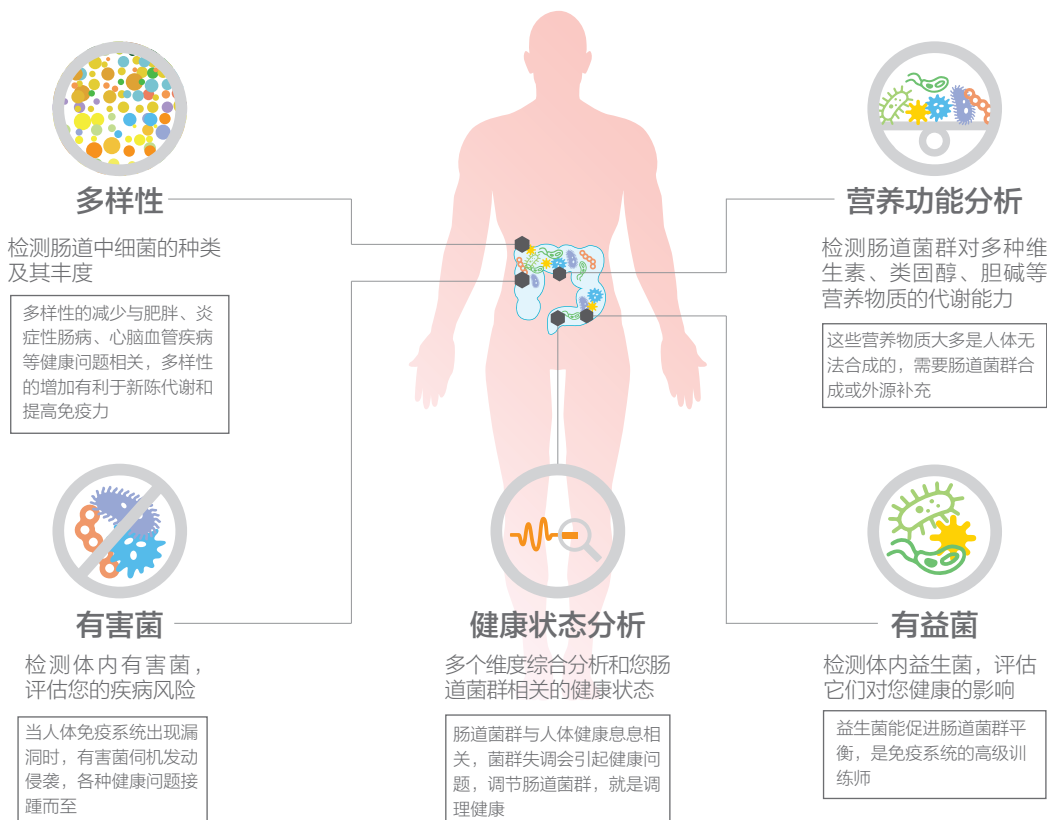 多样性
检测肠道中细菌的种类
及其丰度
多样性的减少与肥胖、炎
症性肠病、心脑血管疾病
等健康问题相关，多样性
的增加有利于新陈代谢和
提高免疫力
营养功能分析
检测肠道菌群对多种维
生素、类固醇、胆碱等
营养物质的代谢能力
这些营养物质大多是人体无
法合成的，需要肠道菌群合
成或外源补充
有害菌
检测体内有害菌，
评估您的疾病风险
当人体免疫系统出现漏
洞时，有害菌伺机发动
侵袭，各种健康问题接
踵而至
健康状态分析
多个维度综合分析和您肠
道菌群相关的健康状态
肠道菌群与人体健康息息相
关，菌群失调会引起健康问
题，调节肠道菌群，就是调
理健康
有益菌
检测体内益生菌，评估
它们对您健康的影响
益生菌能促进肠道菌群平
衡，是免疫系统的高级训
练师